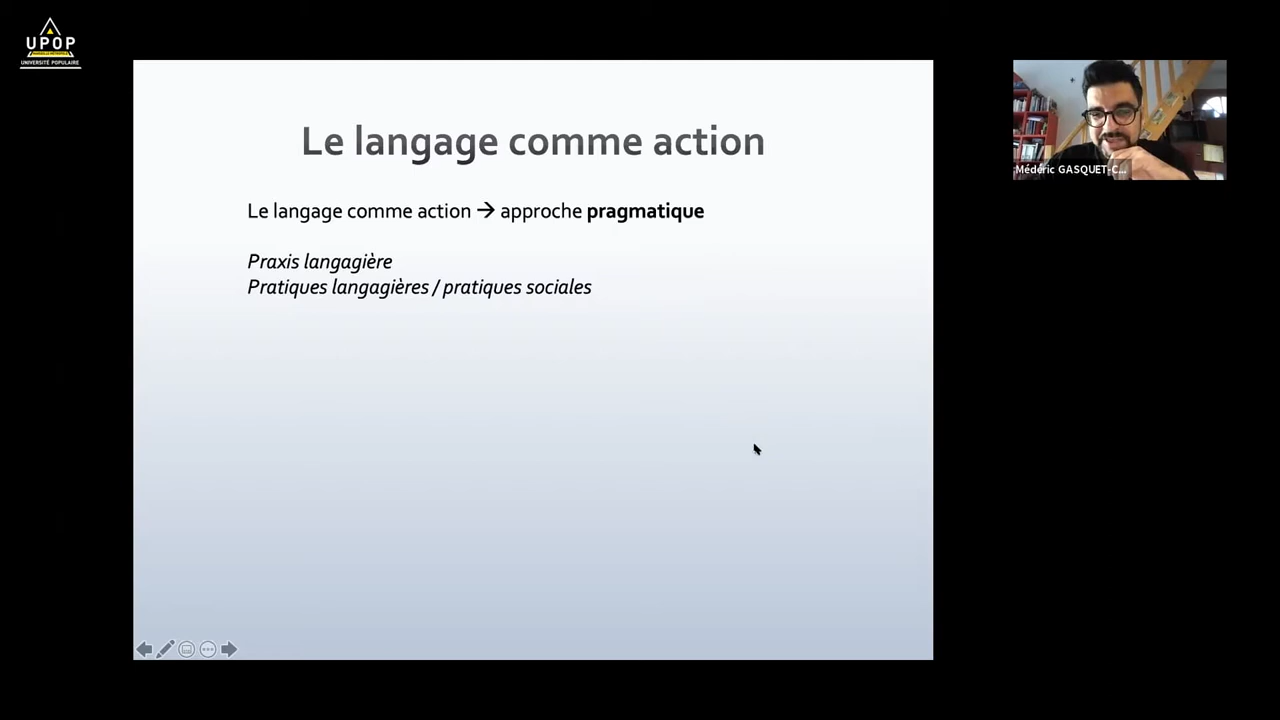 UPOP
UNIVERSITÉ POPULAIRE
Le langage comme action
Le langage comme action → approche pragmatique
Praxis langagière
Pratiques langagières / pratiques sociales
Médéric GASQUET-C...